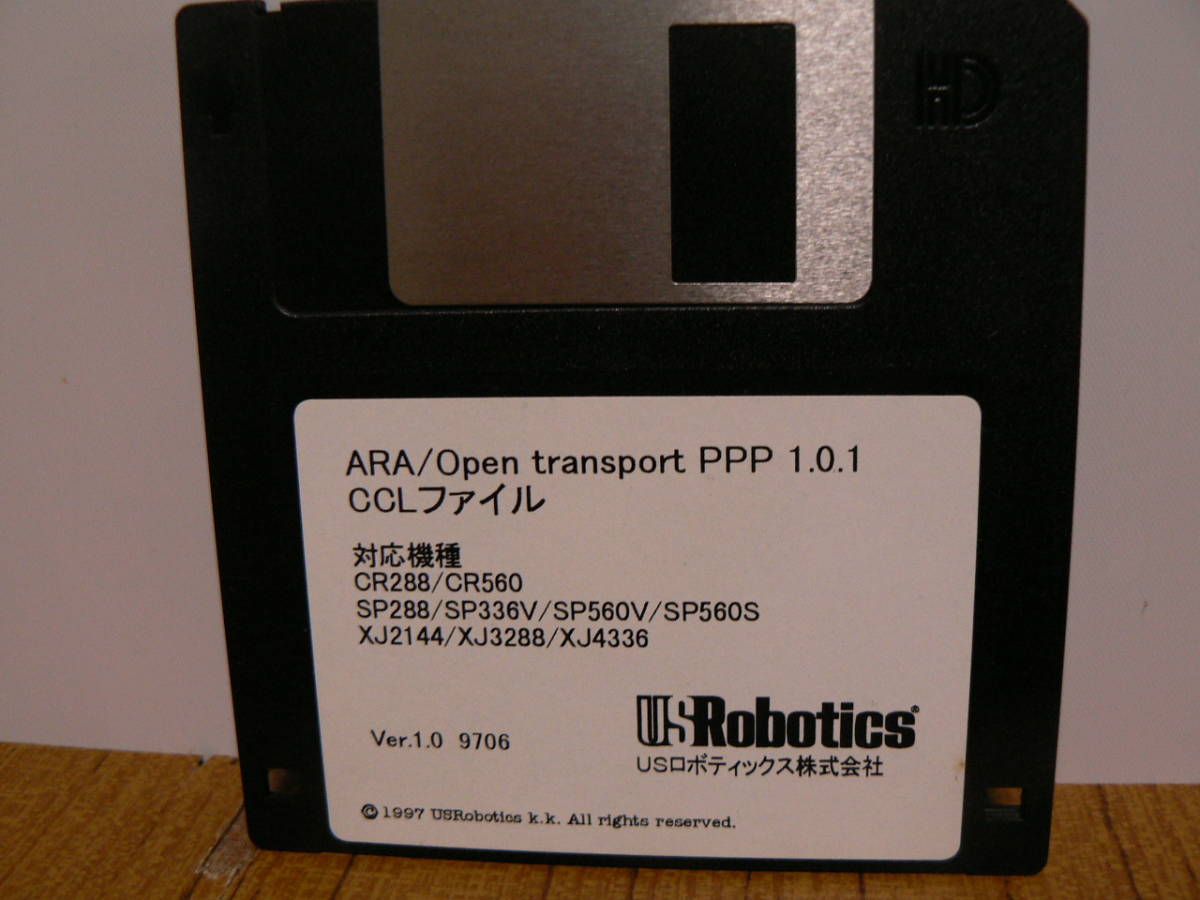 HD
ARA/Open transport PPP 1.0.1
CCLファイル
対応機種
CR288/CR560
SP288/SP336V/SP560V/SP560S
XJ2144/XJ3288/XJ4336
USRobotics®
Ver.1.0 9706
USロボティックス株式会社
© 1997 USRobotics k.k. All rights reserved.